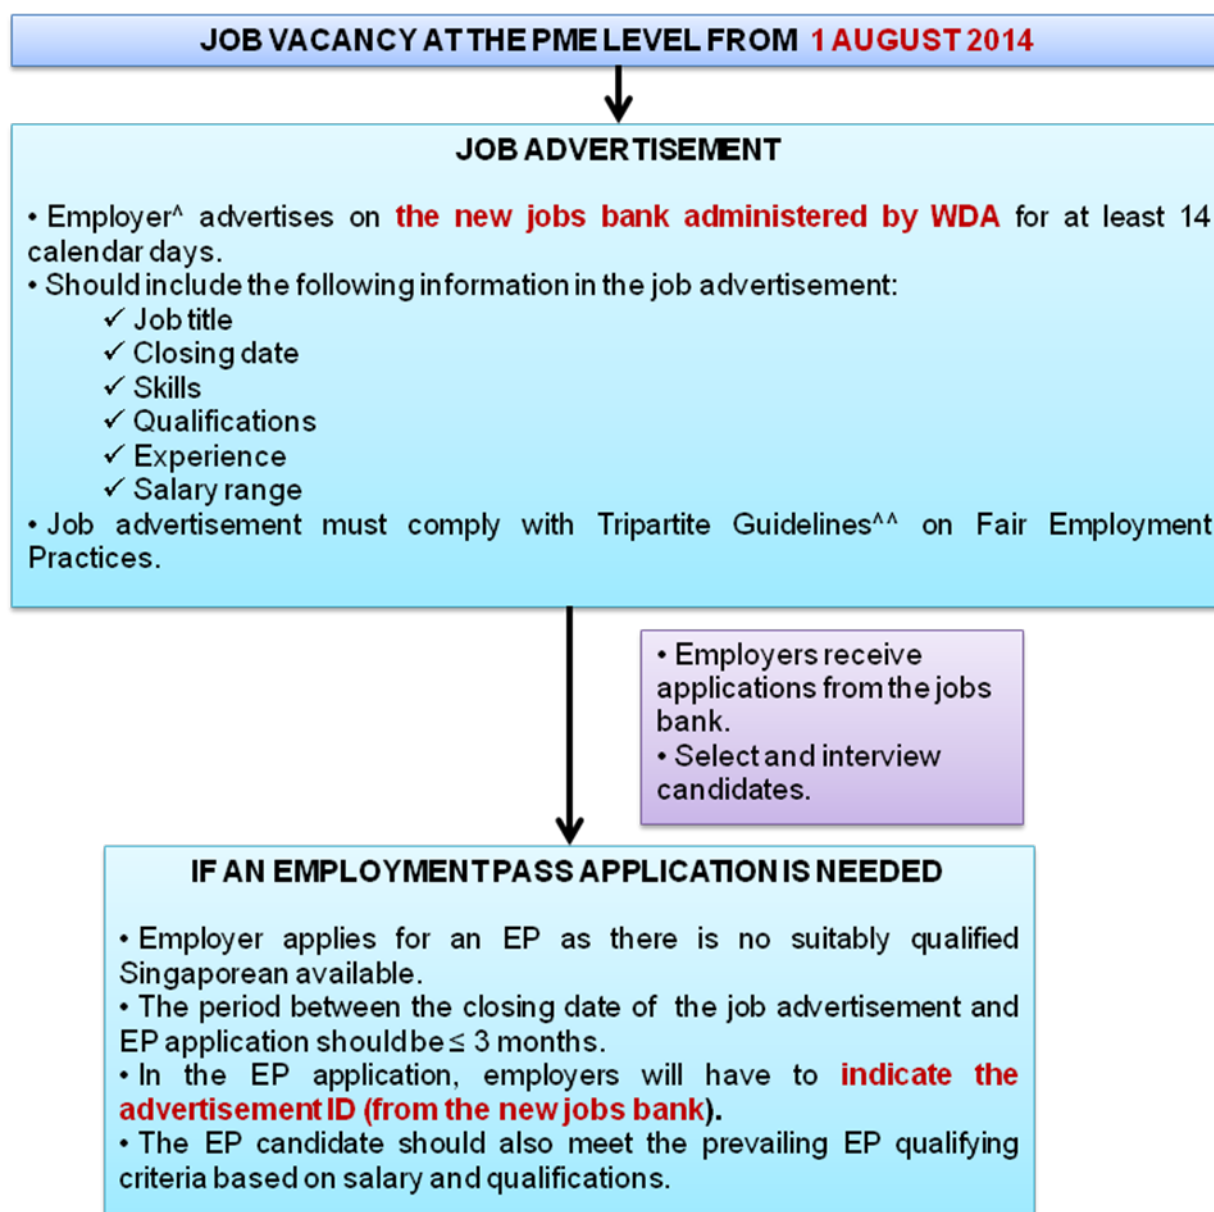 JOB VACANCY AT THE PME LEVEL FROM 1 AUGUST 2014
JOB ADVERTISEMENT
• Employer^ advertises on the new jobs bank administered by WDA for at least 14
calendar days.
• Should include the following information in the job advertisement:
✓ Job title
✓ Closing date
✓ Skills
✓ Qualifications
✓ Experience
✓ Salary range
• Job advertisement must comply with Tripartite Guidelines^^ on Fair Employment
Practices.
• Employers receive
applications from the jobs
bank.
• Select and interview
candidates.
IF AN EMPLOYMENT PASS APPLICATION IS NEEDED
• Employer applies for an EP as there is no suitably qualified
Singaporean available.
• The period between the closing date of the job advertisement and
EP application should be ≤ 3 months.
• In the EP application, employers will have to indicate the
advertisement ID (from the new jobs bank).
• The EP candidate should also meet the prevailing EP qualifying
criteria based on salary and qualifications.